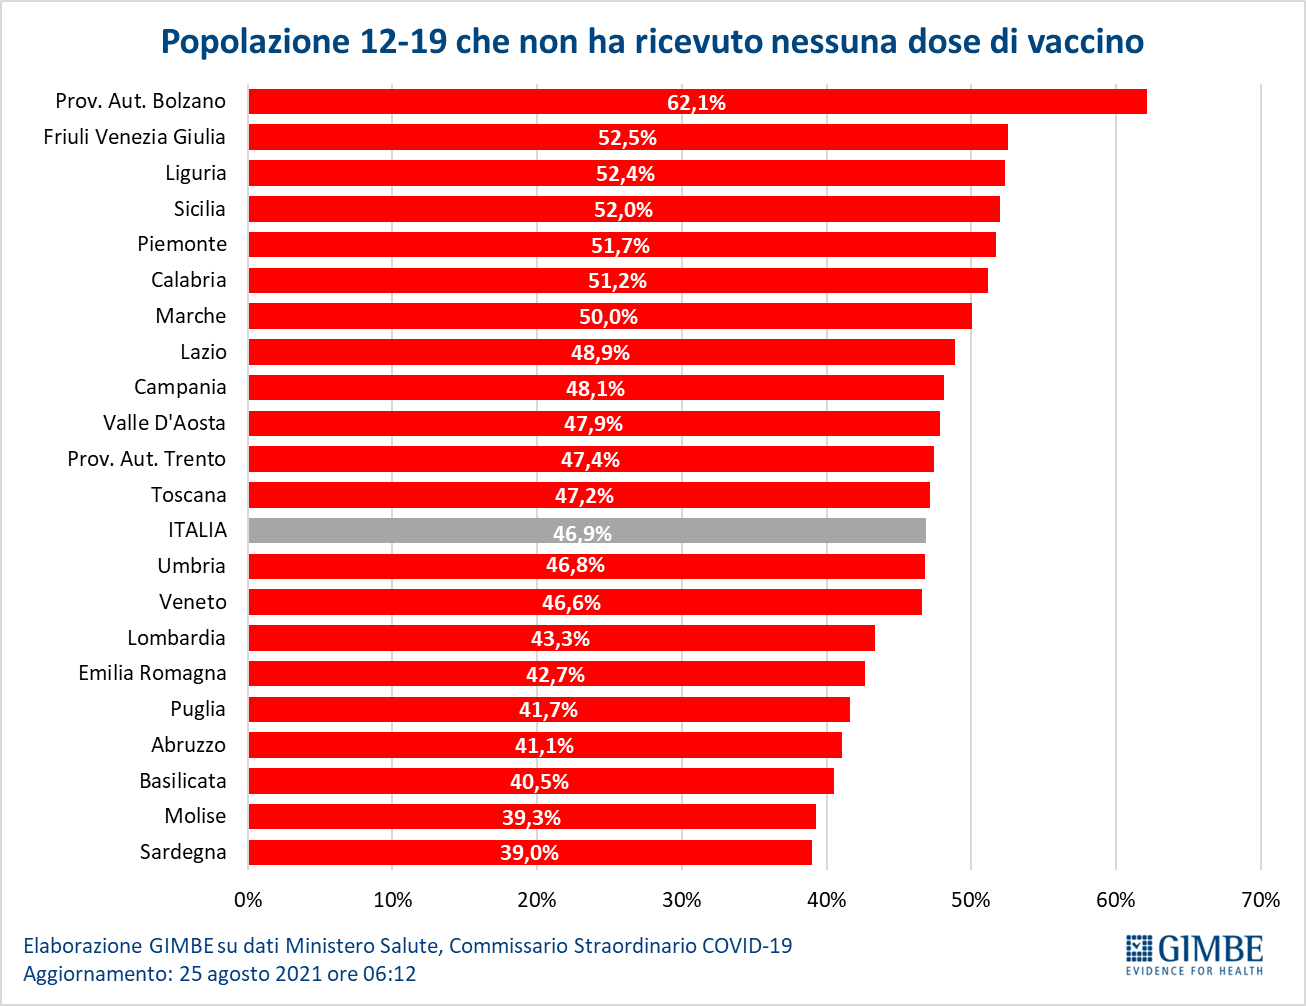 Popolazione 12-19 che non ha ricevuto nessuna dose di vaccino
Prov. Aut. Bolzano 62,1%
Friuli Venezia Giulia 52,5%
Liguria 52,4%
Sicilia 52,0%
Piemonte 51,7%
Calabria 51,2%
Marche 50,0%
Lazio 48,9%
Campania 48,1%
Valle D'Aosta 47,9%
Prov. Aut. Trento 47,4%
Toscana 47,2%
ITALIA 46,9%
Umbria 46,8%
Veneto 46,6%
Lombardia 43,3%
Emilia Romagna 42,7%
Puglia 41,7%
Abruzzo 41,1%
Basilicata 40,5%
Molise 39,3%
Sardegna 39,0%
0% 10% 20% 30% 40% 50% 60% 70%
Elaborazione GIMBE su dati Ministero Salute, Commissario Straordinario COVID-19
Aggiornamento: 25 agosto 2021 ore 06:12
GIMBE
EVIDENCE FOR HEALTH